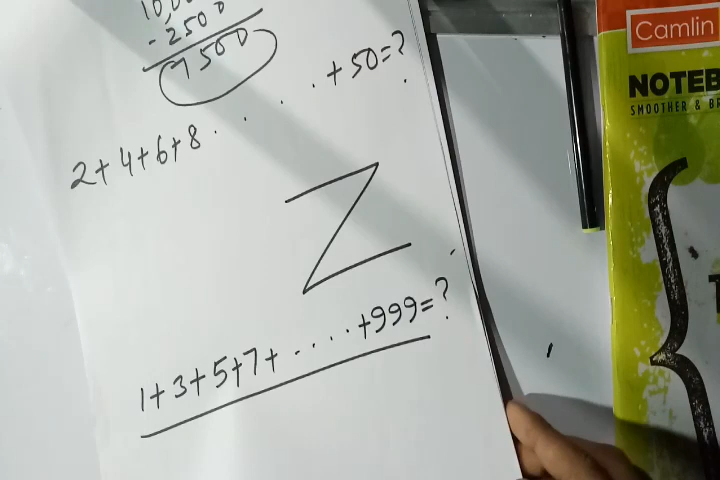 - 2500
7500
2+4+6+8 . . . . . +50=?
Z
1+3+5+7+ . . . . . +999=?
Camlin
NOTEB
SMOOTHER & BR